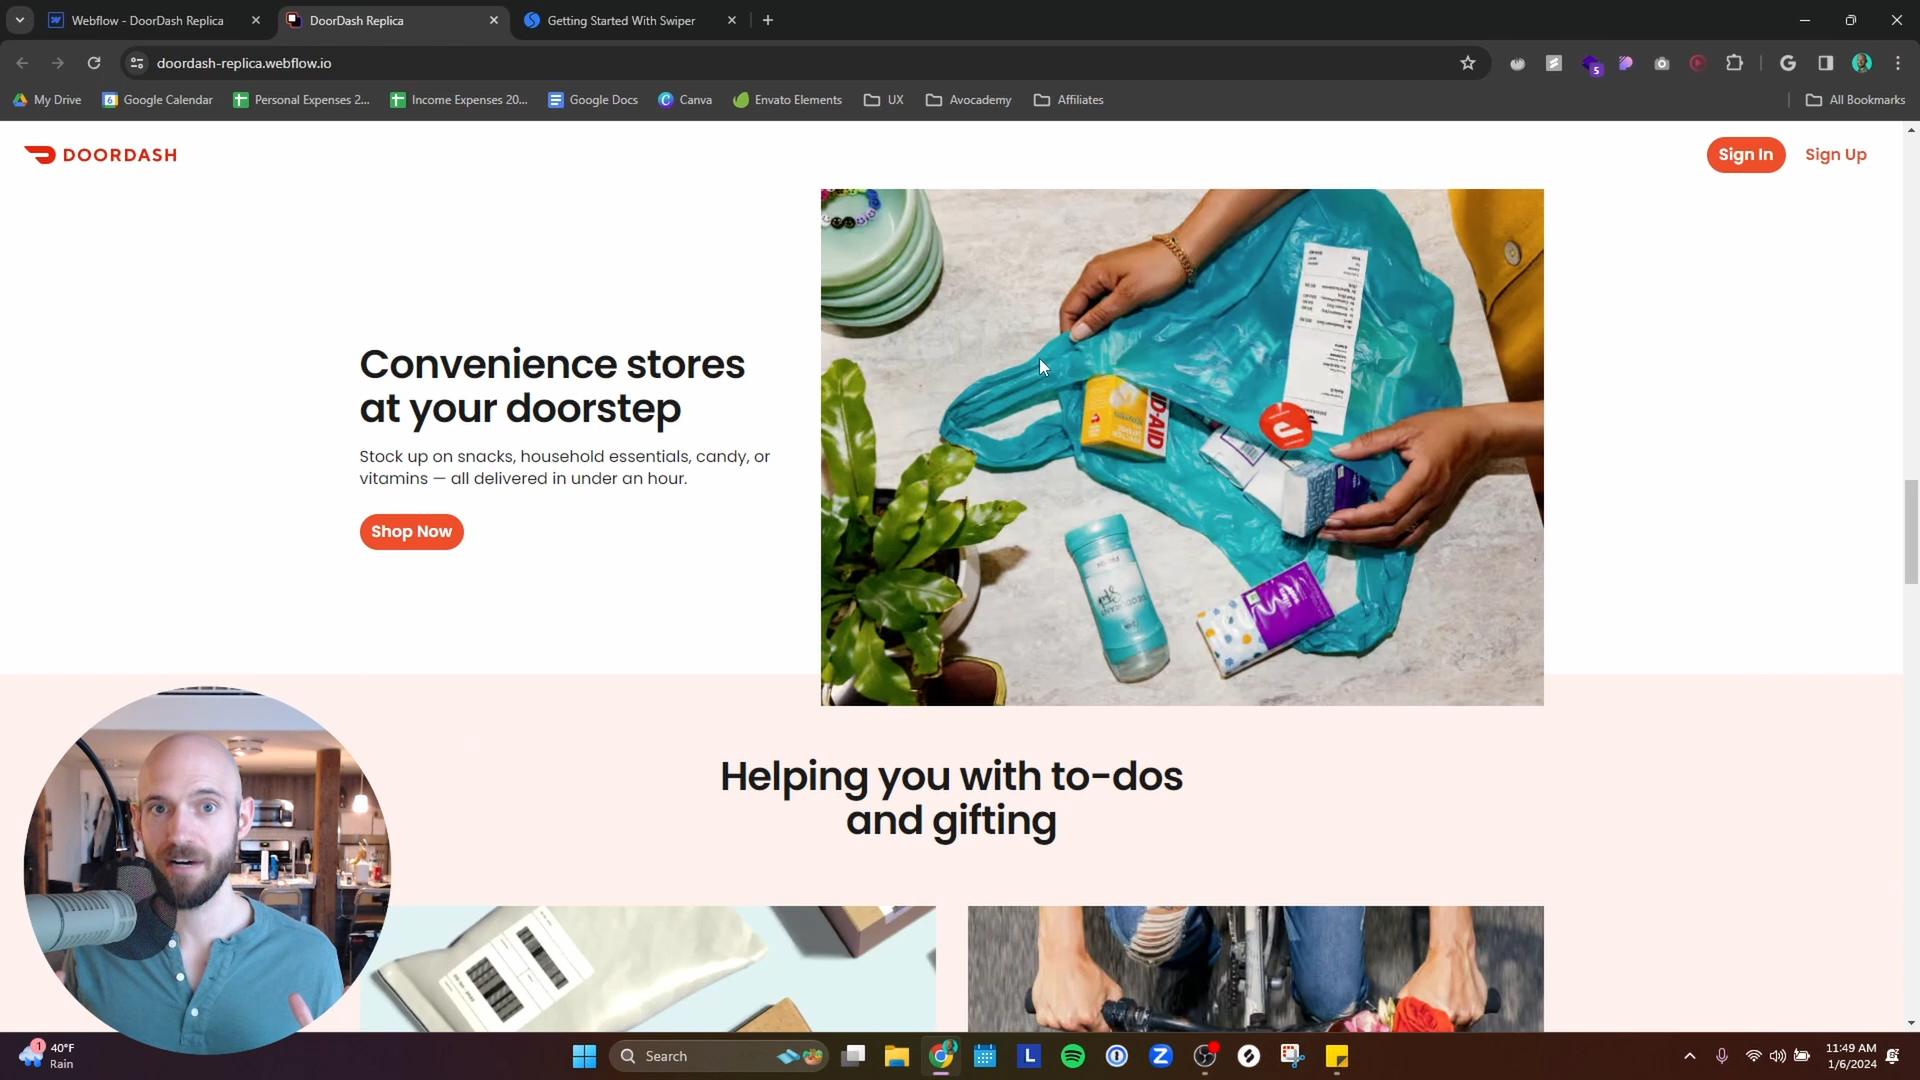 Webflow - DoorDash Replica
DoorDash Replica
Getting Started With Swiper
doordash-replica.webflow.io
5
My Drive
Google Calendar
Personal Expenses 2...
Income Expenses 20...
Google Docs
Canva
Envato Elements
UX
Avocademy
Affiliates
All Bookmarks
DOORDASH
Sign In
Sign Up
Convenience stores
at your doorstep
Stock up on snacks, household essentials, candy, or
vitamins — all delivered in under an hour.
Shop Now
Helping you with to-dos
and gifting
1
40°F
Rain
Search
11:49 AM
1/6/2024